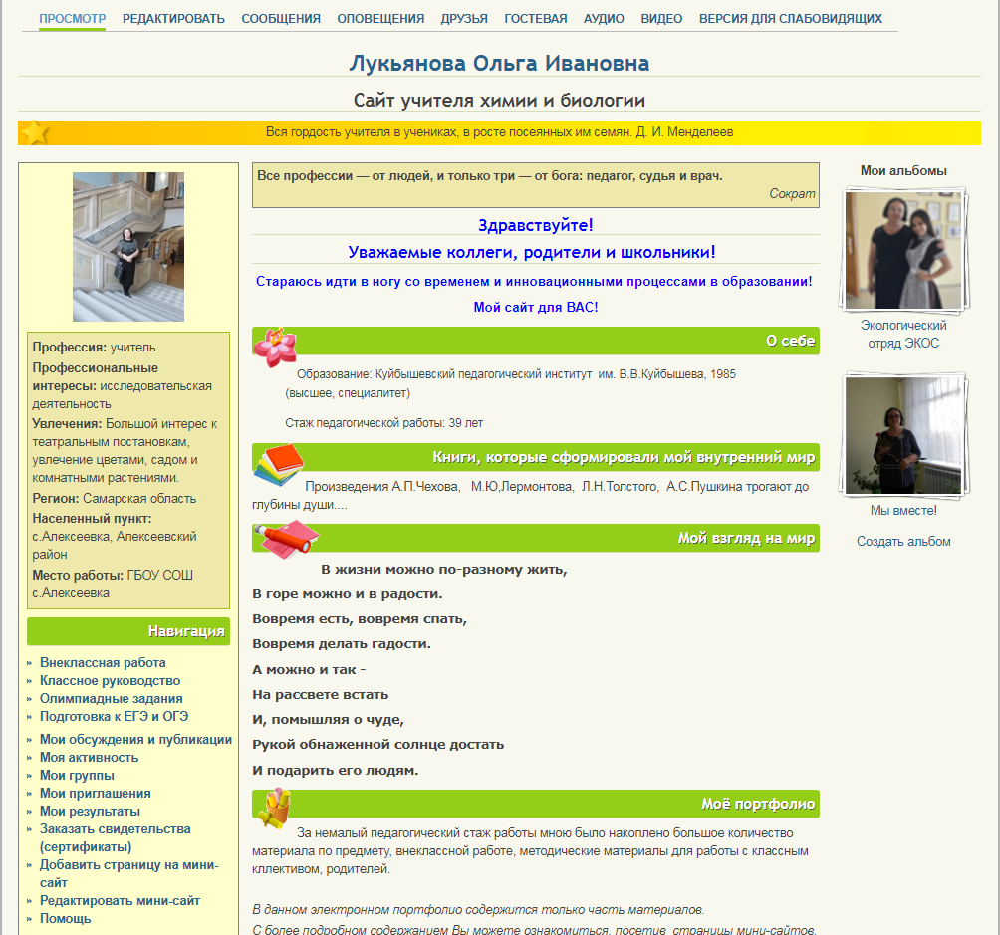 ПРОСМОТР РЕДАКТИРОВАТЬ СООБЩЕНИЯ ОПОВЕЩЕНИЯ ДРУЗЬЯ ГОСТЕВАЯ АУДИО ВИДЕО ВЕРСИЯ ДЛЯ СЛАБОВИДЯЩИХ
Лукьянова Ольга Ивановна
Сайт учителя химии и биологии
Вся гордость учителя в учениках, в росте посеянных им семян. Д. И. Менделеев
Профессия: учитель
Профессиональные
интересы: исследовательская
деятельность
Увлечения: Большой интерес к
театральным постановкам,
увлечение цветами, садом и
комнатными растениями.
Регион: Самарская область
Населенный пункт:
с.Алексеевка, Алексеевский
район
Место работы: ГБОУ СОШ
с.Алексеевка
Навигация
» Внеклассная работа
» Классное руководство
» Олимпиадные задания
» Подготовка к ЕГЭ и ОГЭ
» Мои обсуждения и публикации
» Моя активность
» Мои группы
» Мои приглашения
» Мои результаты
» Заказать свидетельства
(сертификаты)
» Добавить страницу на мини-
сайт
» Редактировать мини-сайт
» Помощь
Все профессии — от людей, и только три — от бога: педагог, судья и врач.
Сократ
Здравствуйте!
Уважаемые коллеги, родители и школьники!
Стараюсь идти в ногу со временем и инновационными процессами в образовании!
Мой сайт для ВАС!
О себе
Образование: Куйбышевский педагогический институт им. В.В.Куйбышева, 1985
(высшее, специалитет)
Стаж педагогической работы: 39 лет
Книги, которые сформировали мой внутренний мир
Произведения А.П.Чехова, М.Ю,Лермонтова, Л.Н.Толстого, А.С.Пушкина трогают до
глубины души....
Мой взгляд на мир
В жизни можно по-разному жить,
В горе можно и в радости.
Вовремя есть, вовремя спать,
Вовремя делать гадости.
А можно и так -
На рассвете встать
И, помышляя о чуде,
Рукой обнаженной солнце достать
И подарить его людям.
Моё портфолио
За немалый педагогический стаж работы мною было накоплено большое количество
материала по предмету, внеклассной работе, методические материалы для работы с классным
кллективом, родителей.
В данном электронном портфолио содержится только часть материалов.
С более подробном содержанием Вы можете ознакомиться, посетив страницы мини-сайтов.
Мои альбомы
Экологический
отряд ЭКОС
Мы вместе!
Создать альбом